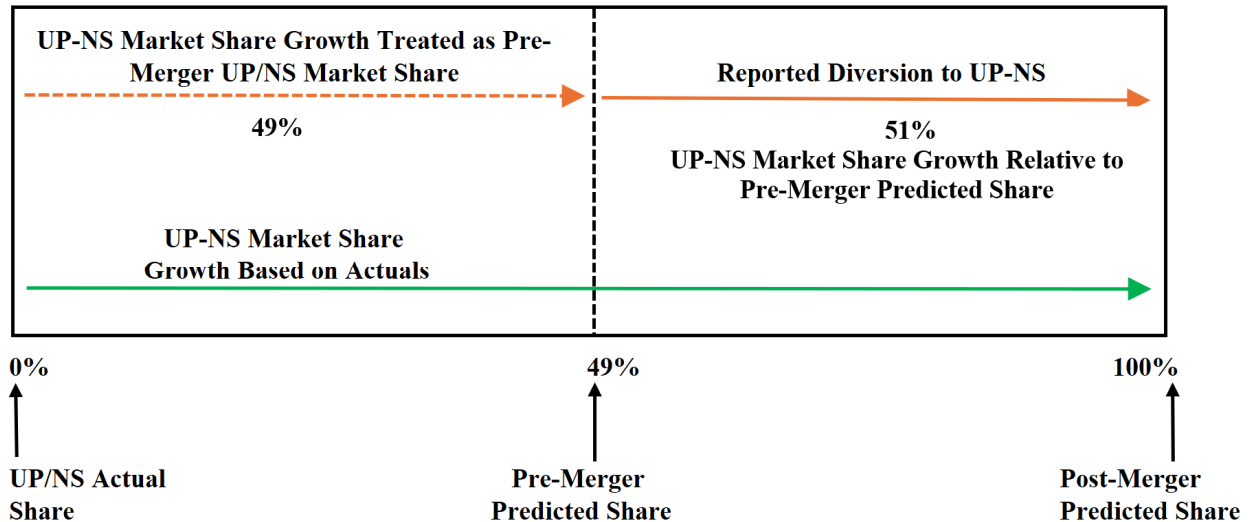 UP-NS Market Share Growth Treated as Pre-
Merger UP/NS Market Share
49%
Reported Diversion to UP-NS
51%
UP-NS Market Share Growth Relative to
Pre-Merger Predicted Share
UP-NS Market Share
Growth Based on Actuals
0%
49%
100%
UP/NS Actual
Share
Pre-Merger
Predicted Share
Post-Merger
Predicted Share